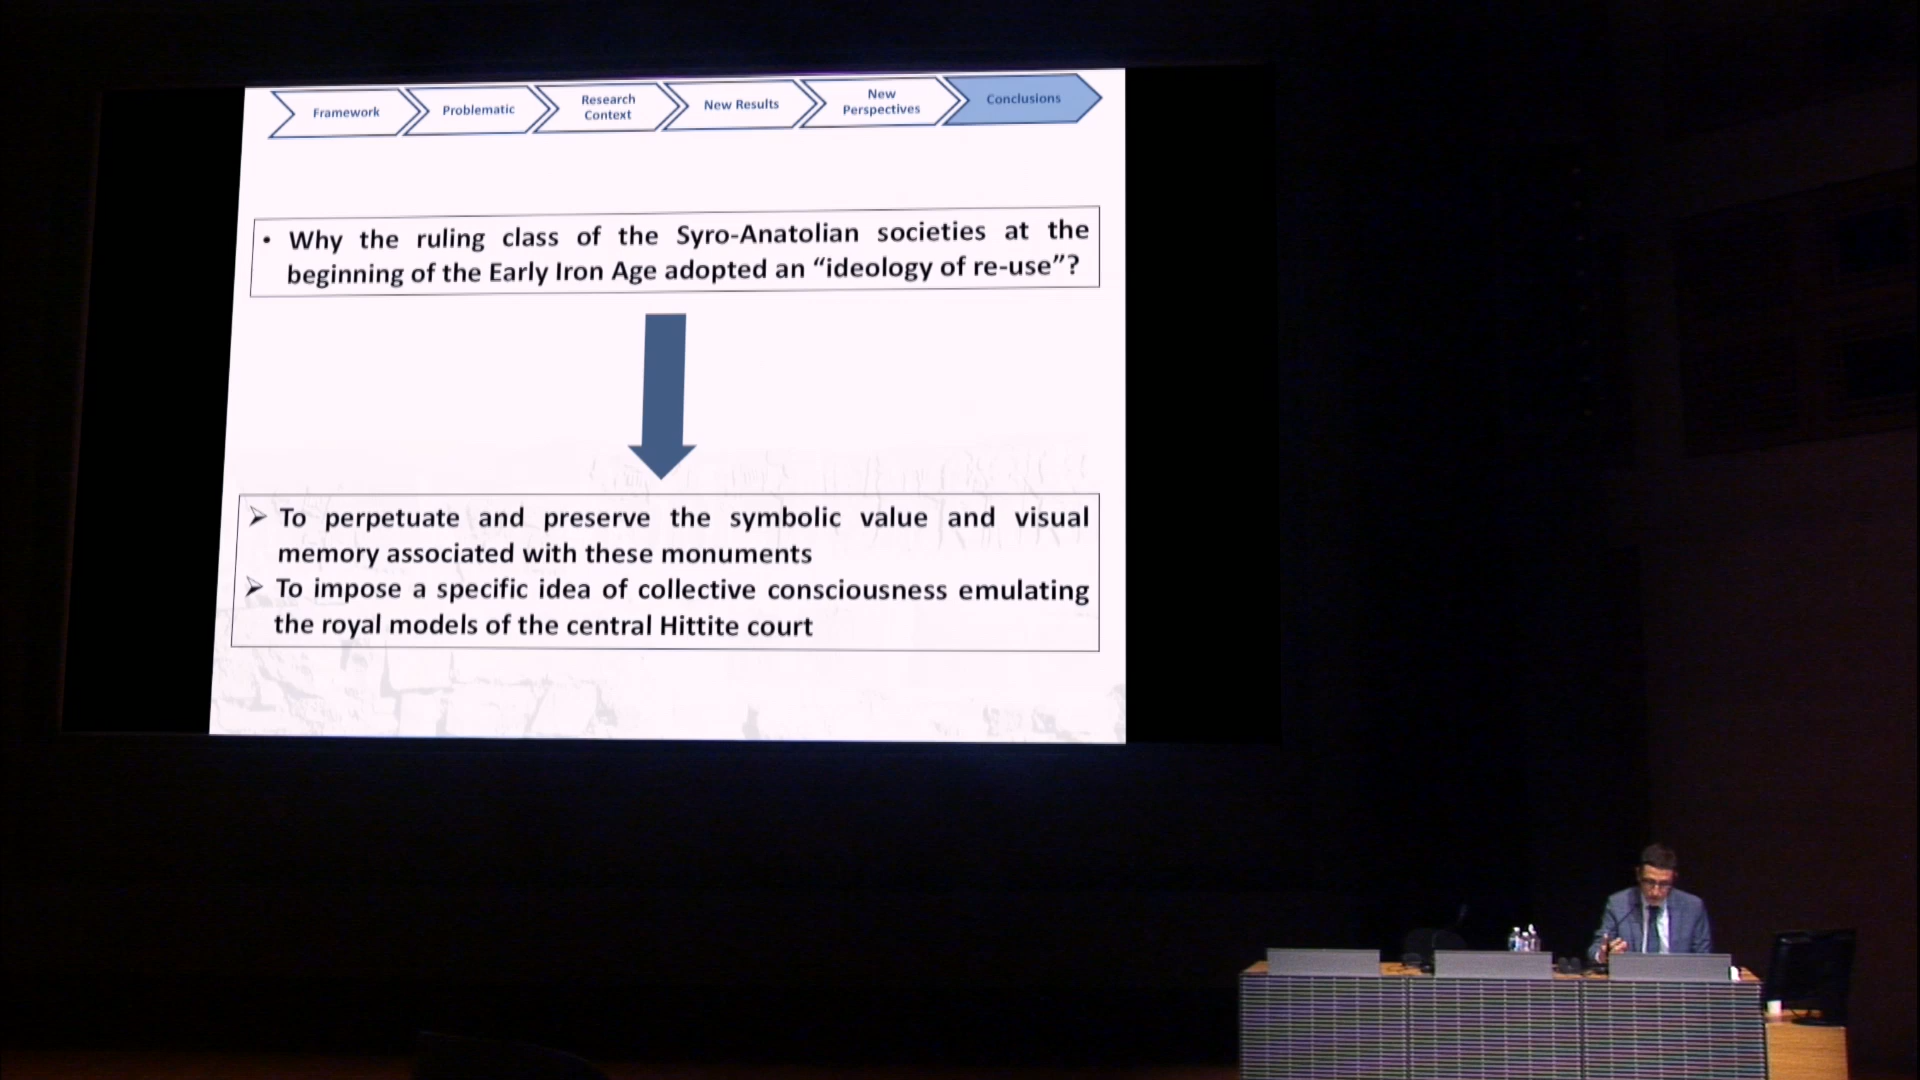 Framework
Problematic
Research
Context
New Results
New
Perspectives
Conclusions
• Why the ruling class of the Syro-Anatolian societies at the
beginning of the Early Iron Age adopted an “ideology of re-use”?
➢ To perpetuate and preserve the symbolic value and visual
memory associated with these monuments
➢ To impose a specific idea of collective consciousness emulating
the royal models of the central Hittite court